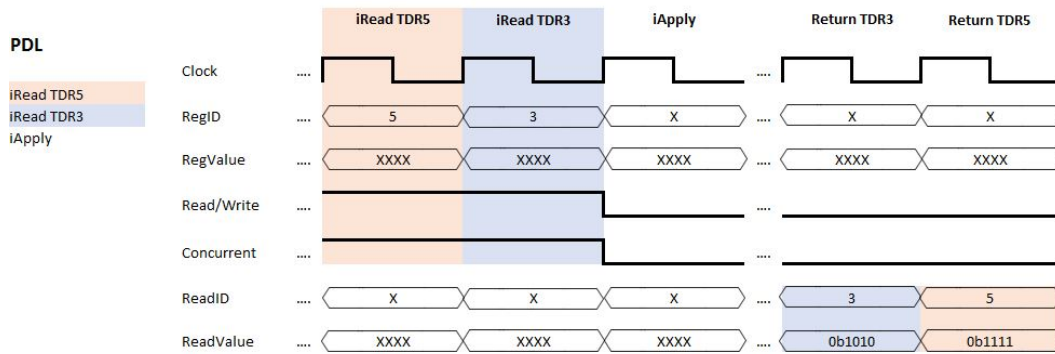 iRead TDR5 iRead TDR3 iApply Return TDR3 Return TDR5
PDL
Clock .... ....
iRead TDR5
iRead TDR3
iApply
RegID .... 5 3 X .... X X
RegValue .... XXXX XXXX XXXX .... XXXX XXXX
Read/Write .... ....
Concurrent .... ....
ReadID .... X X X .... 3 5
ReadValue .... XXXX XXXX XXXX .... 0b1010 0b1111